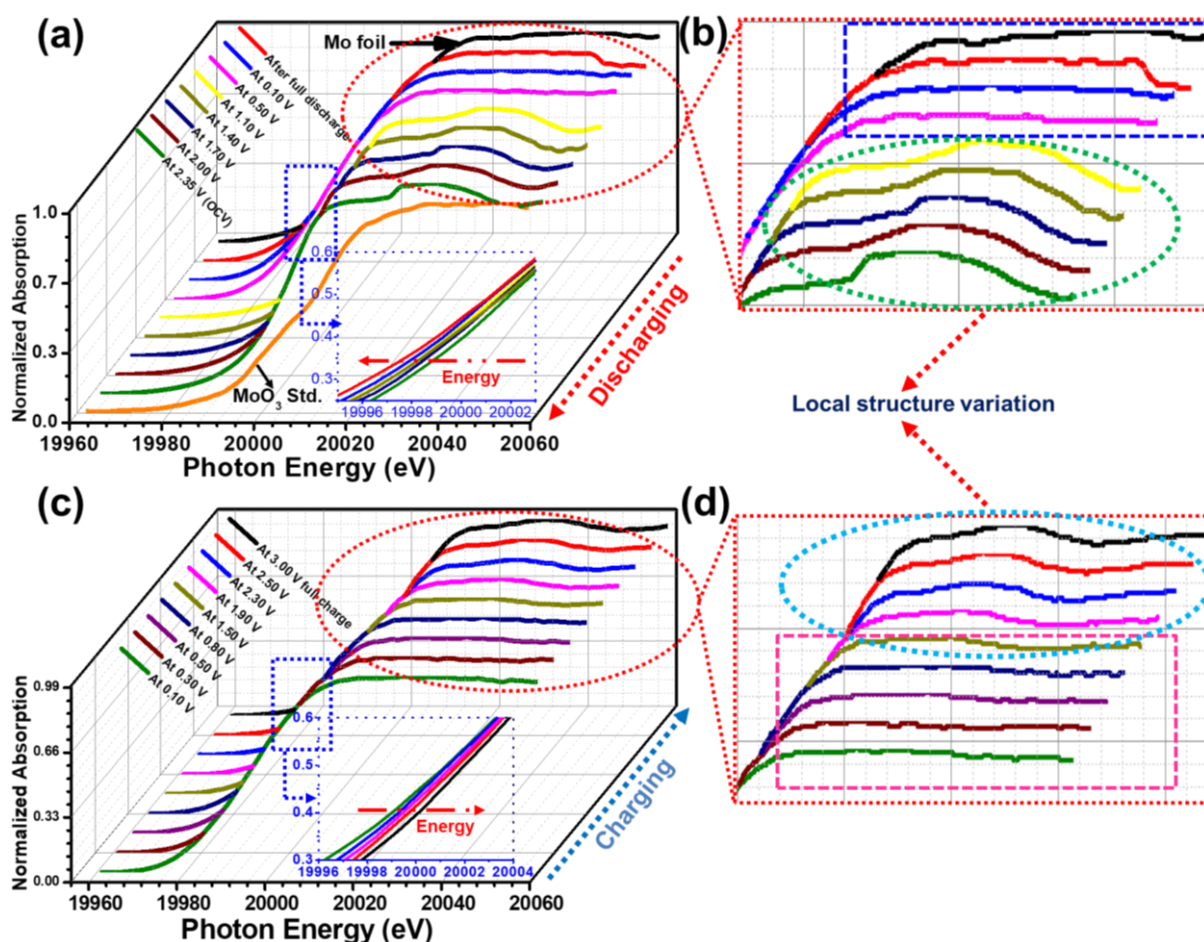 (a)
Mo foil
After full discharge
At 0.10 V
At 0.50 V
At 1.10 V
At 1.40 V
At 1.70 V
At 2.00 V
At 2.35 V (OCV)
Normalized Absorption
1.0
0.7
0.3
0.0
0.6
0.5
0.4
0.3
Energy
19996 19998 20000 20002
MoO3 Std.
Discharging
19960 19980 20000 20020 20040 20060
Photon Energy (eV)
(b)
Local structure variation
(c)
At 3.00 V full charge
At 2.50 V
At 2.30 V
At 1.90 V
At 1.50 V
At 0.80 V
At 0.50 V
At 0.30 V
At 0.10 V
Normalized Absorption
0.99
0.66
0.33
0.00
0.6
0.5
0.4
0.3
Energy
19996 19998 20000 20002 20004
Charging
19960 19980 20000 20020 20040 20060
Photon Energy (eV)
(d)